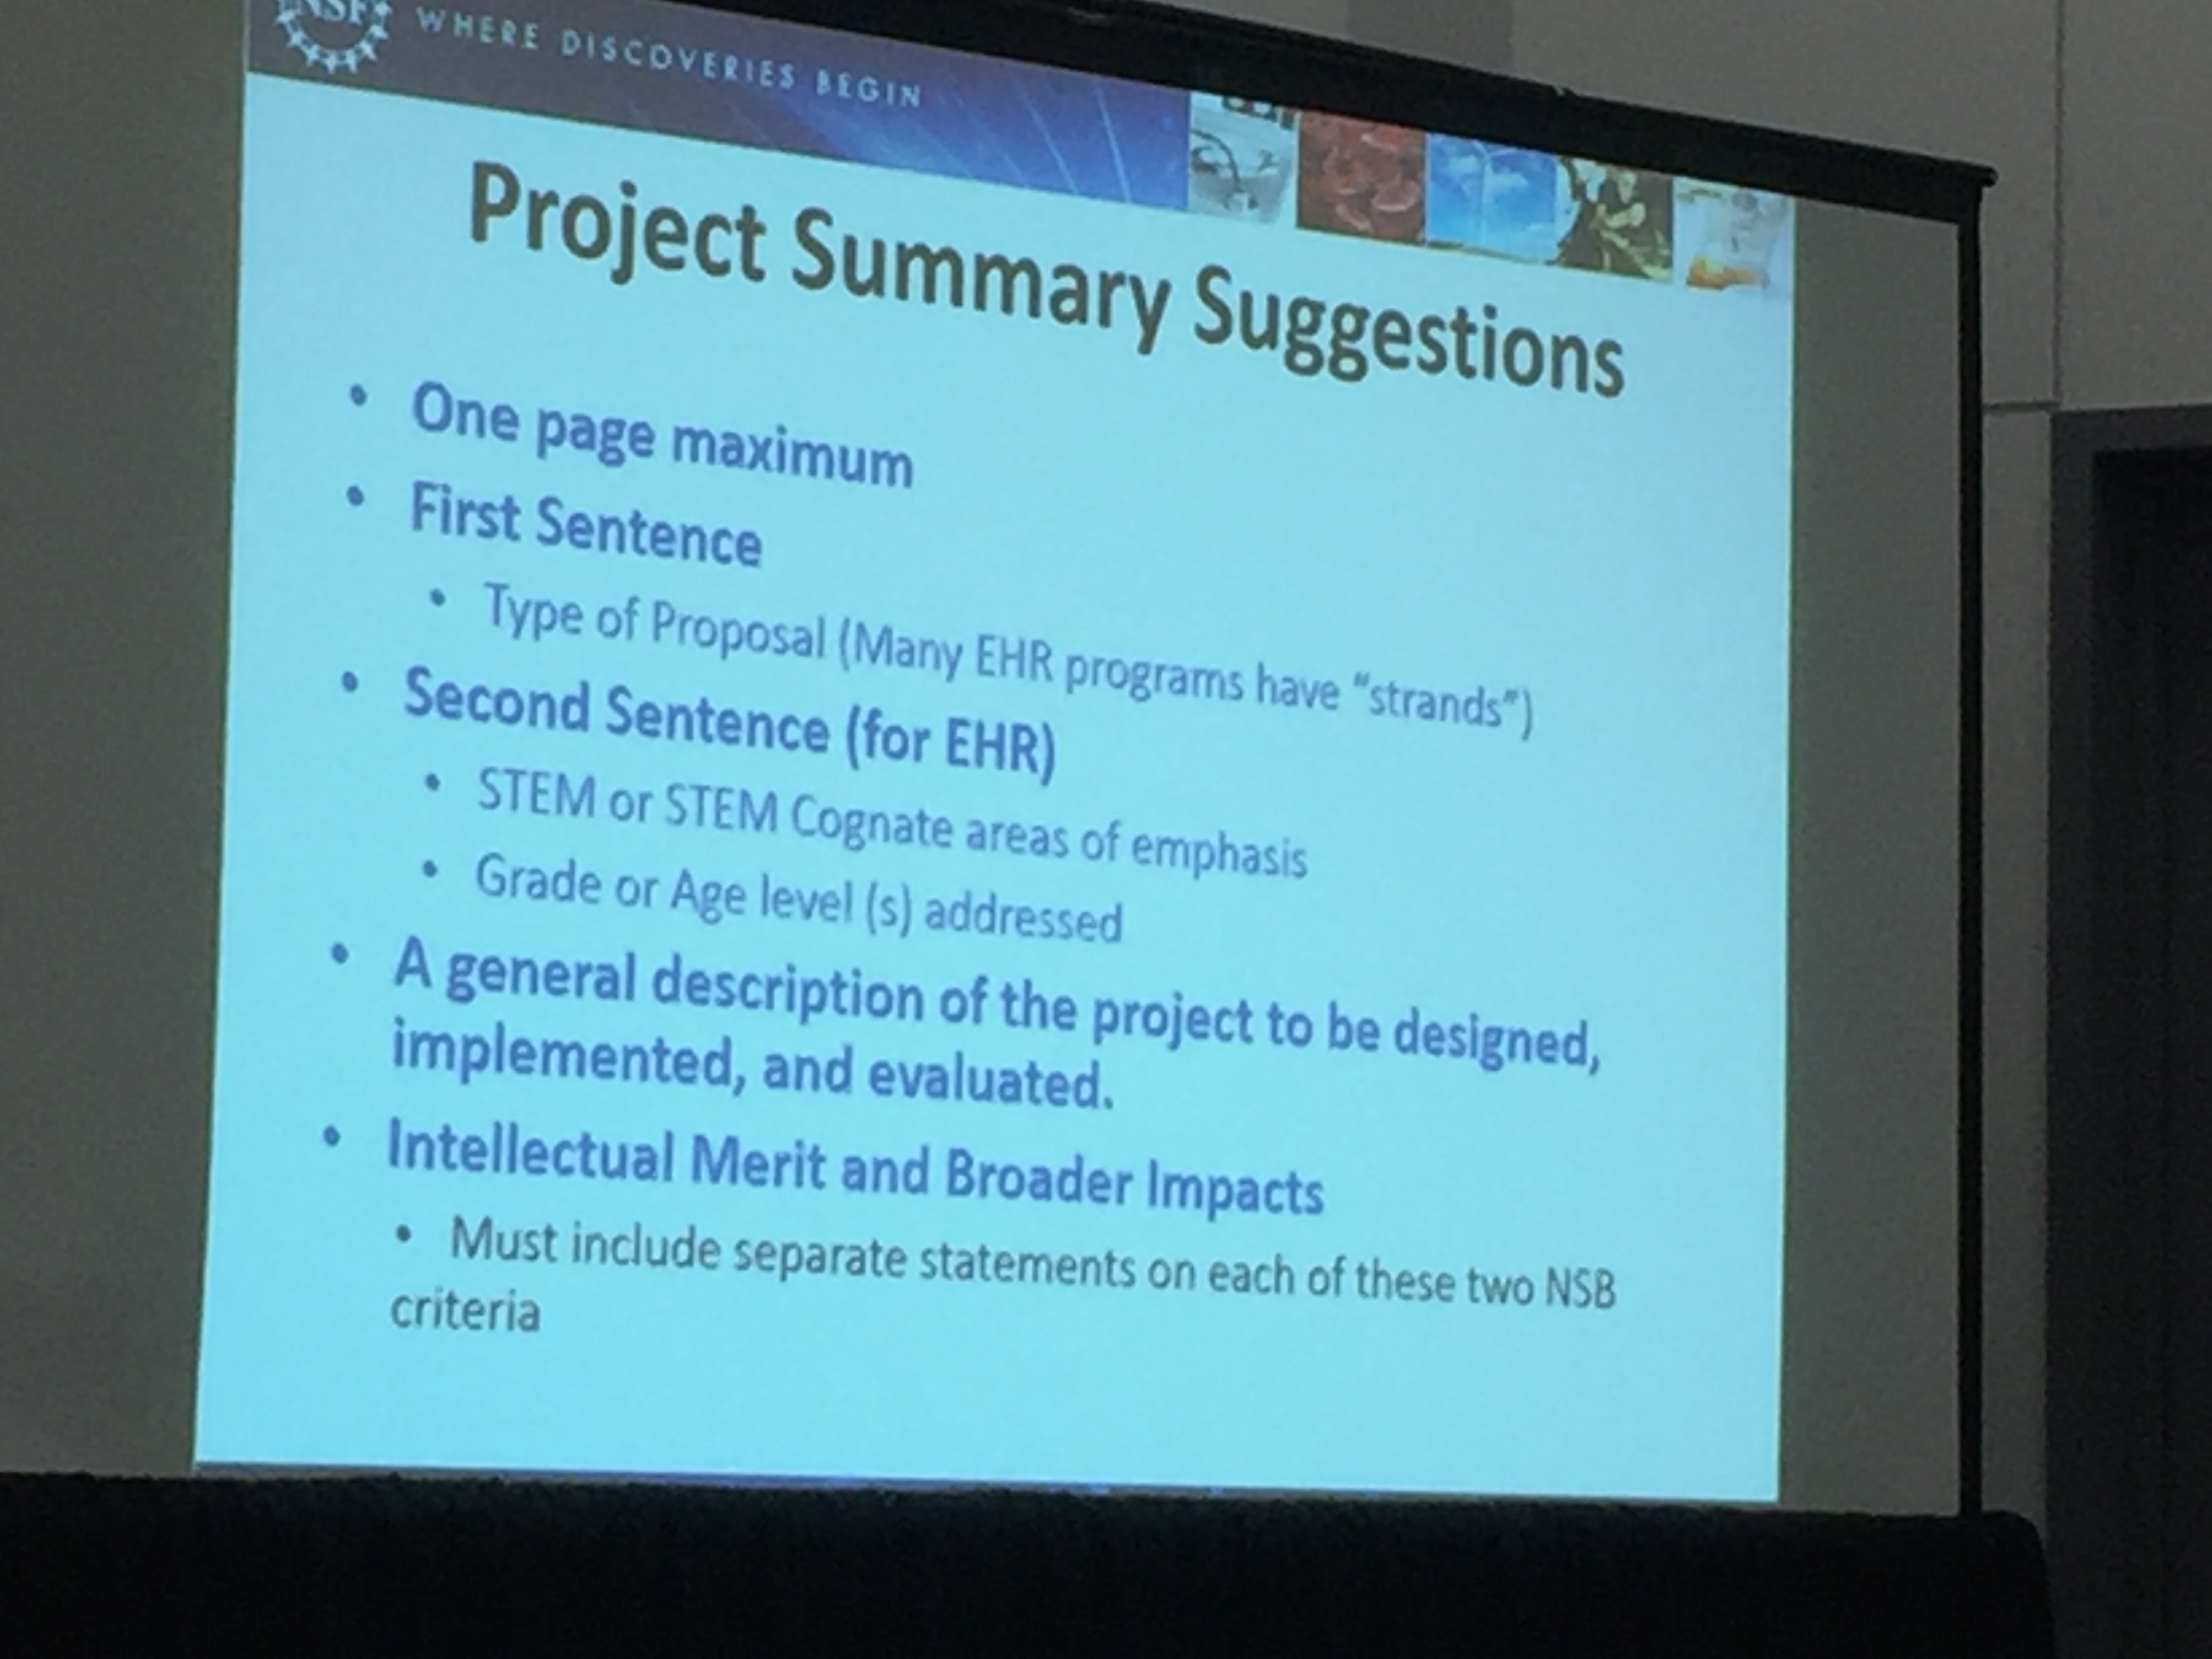 NSF WHERE DISCOVERIES BEGIN
Project Summary Suggestions
• One page maximum
• First Sentence
• Type of Proposal (Many EHR programs have “strands”)
• Second Sentence (for EHR)
• STEM or STEM Cognate areas of emphasis
• Grade or Age level (s) addressed
• A general description of the project to be designed,
implemented, and evaluated.
• Intellectual Merit and Broader Impacts
• Must include separate statements on each of these two NSB
criteria